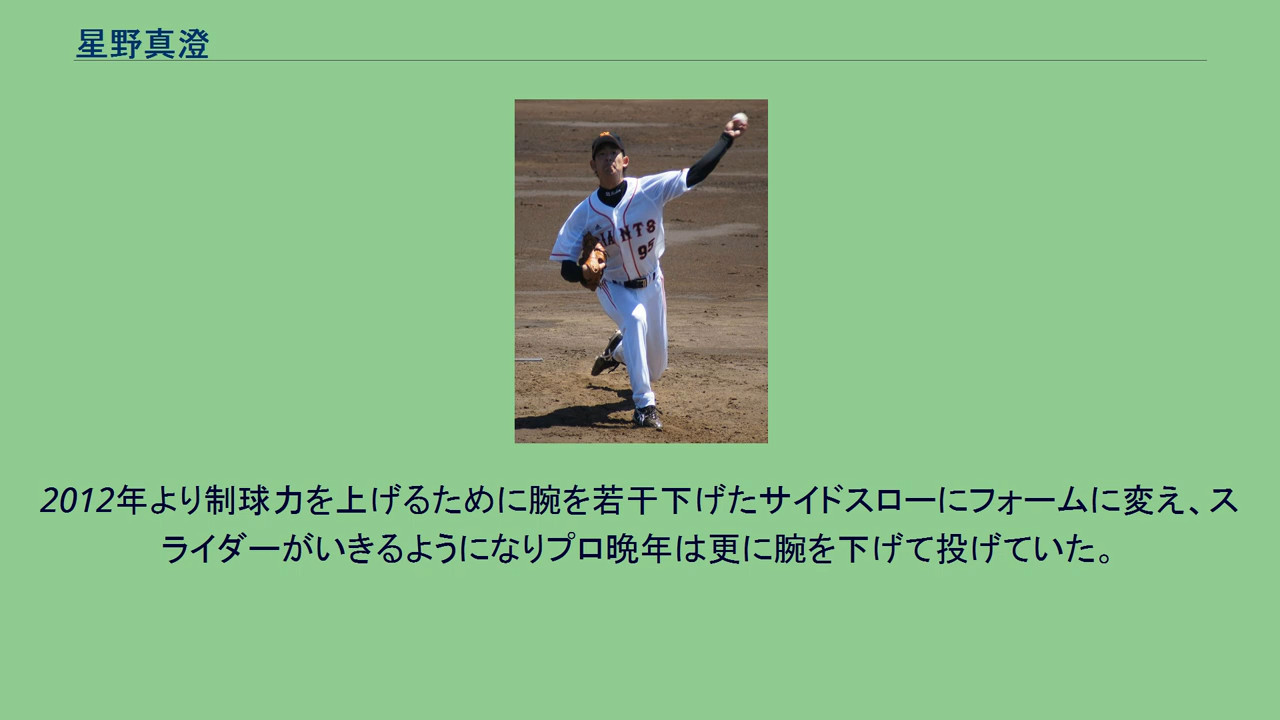 星野真澄
GIANTS
95
2012年より制球力を上げるために腕を若干下げたサイドスローにフォームに変え、ス
ライダーがいきるようになりプロ晩年は更に腕を下げて投げていた。